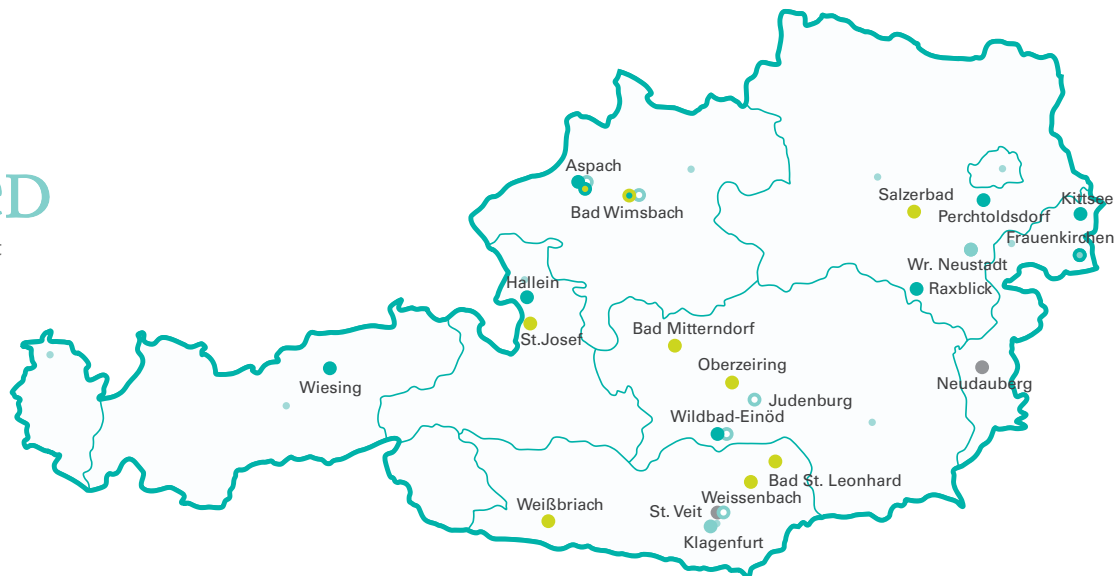 Aspach
Bad Wimsbach
Salzerbad
Kittsee
Perchtoldsdorf
Frauenkirchen
Wr. Neustadt
Raxblick
Hallein
St.Josef
Bad Mitterndorf
Oberzeiring
Wiesing
Neudauberg
Judenburg
Wildbad-Einöd
Bad St. Leonhard
Weissenbach
Weißbriach
St. Veit
Klagenfurt